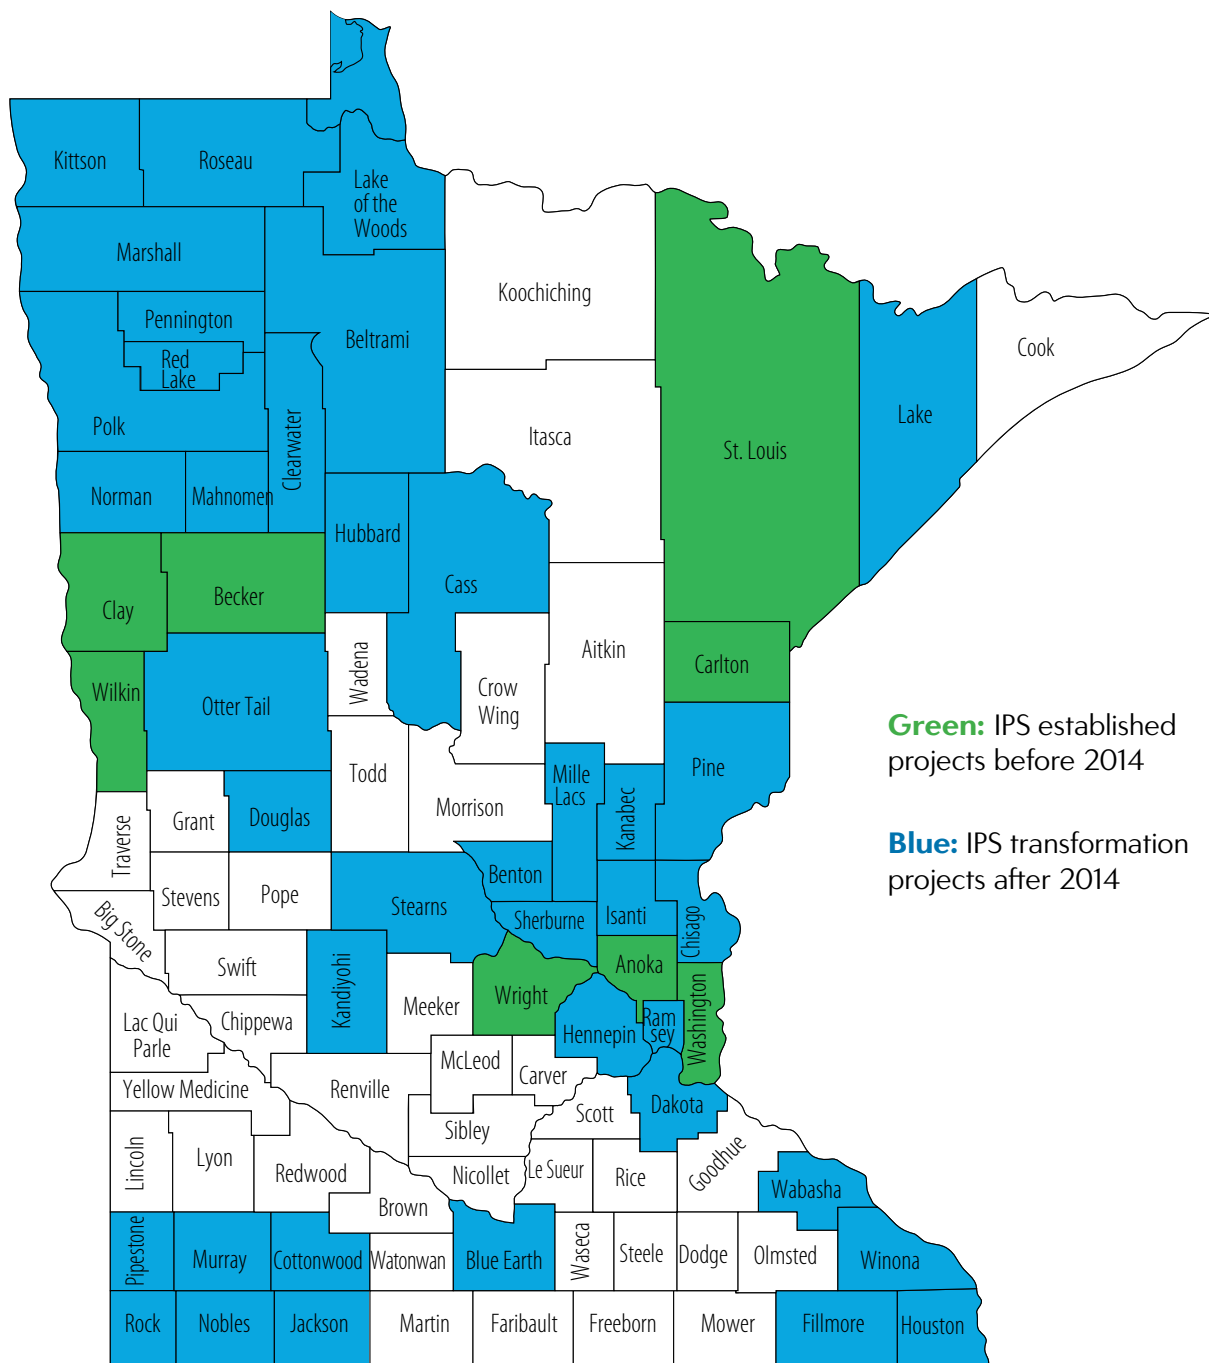 Kittson
Roseau
Lake
of the
Woods
Marshall
Koochiching
Pennington
Beltrami
Cook
Red
Lake
Polk
Clearwater
Itasca
St. Louis
Lake
Norman
Mahnomen
Hubbard
Cass
Clay
Becker
Aitkin
Carlton
Wadena
Wilkin
Otter Tail
Crow
Wing
Green: IPS established
projects before 2014
Pine
Todd
Mille
Lacs
Morrison
Kanabec
Grant
Douglas
Traverse
Blue: IPS transformation
projects after 2014
Benton
Stevens
Pope
Stearns
Sherburne
Isanti
Chisago
Big Stone
Swift
Kandiyohi
Anoka
Wright
Meeker
Washington
Lac Qui
Parle
Chippewa
Hennepin
Ram
sey
McLeod
Carver
Yellow Medicine
Renville
Dakota
Scott
Sibley
Lincoln
Lyon
Redwood
Nicollet
Le Sueur
Rice
Goodhue
Wabasha
Brown
Pipestone
Murray
Cottonwood
Watonwan
Blue Earth
Waseca
Steele
Dodge
Olmsted
Winona
Rock
Nobles
Jackson
Martin
Faribault
Freeborn
Mower
Fillmore
Houston